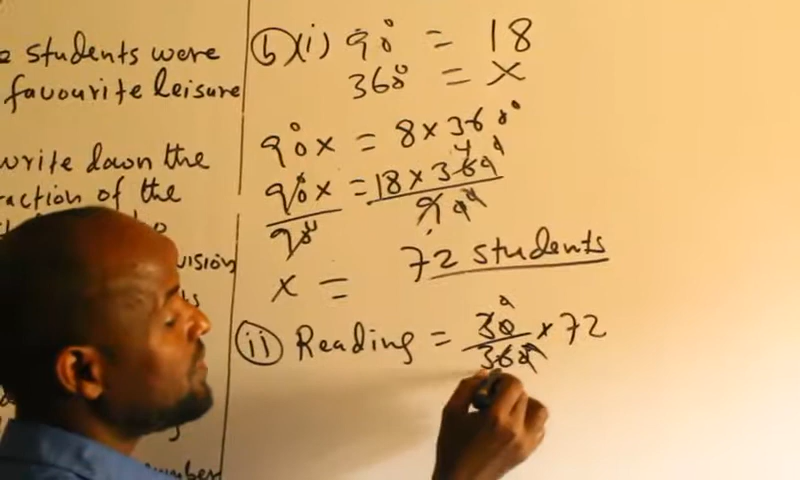 students were
favourite leisure
write down the
of the
b(i) 90° = 18
360° = x
90°x = 8 x 360°
90°x = 18 x 360
90°
x = 72 students
(ii) Reading = 30 x 72
360